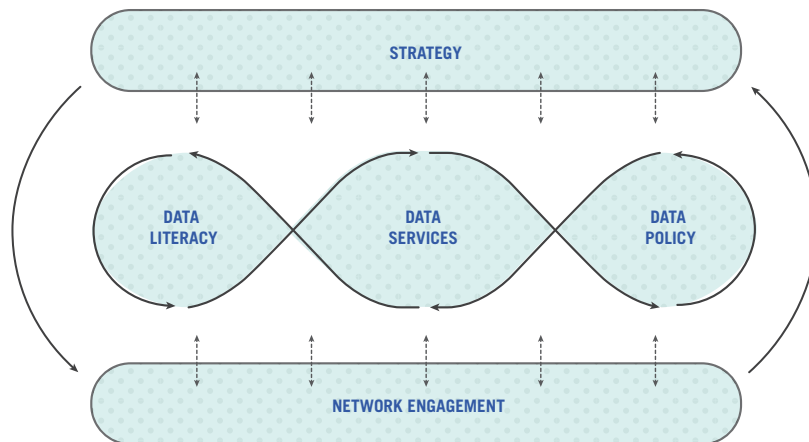 STRATEGY
DATA
LITERACY
DATA
SERVICES
DATA
POLICY
NETWORK ENGAGEMENT